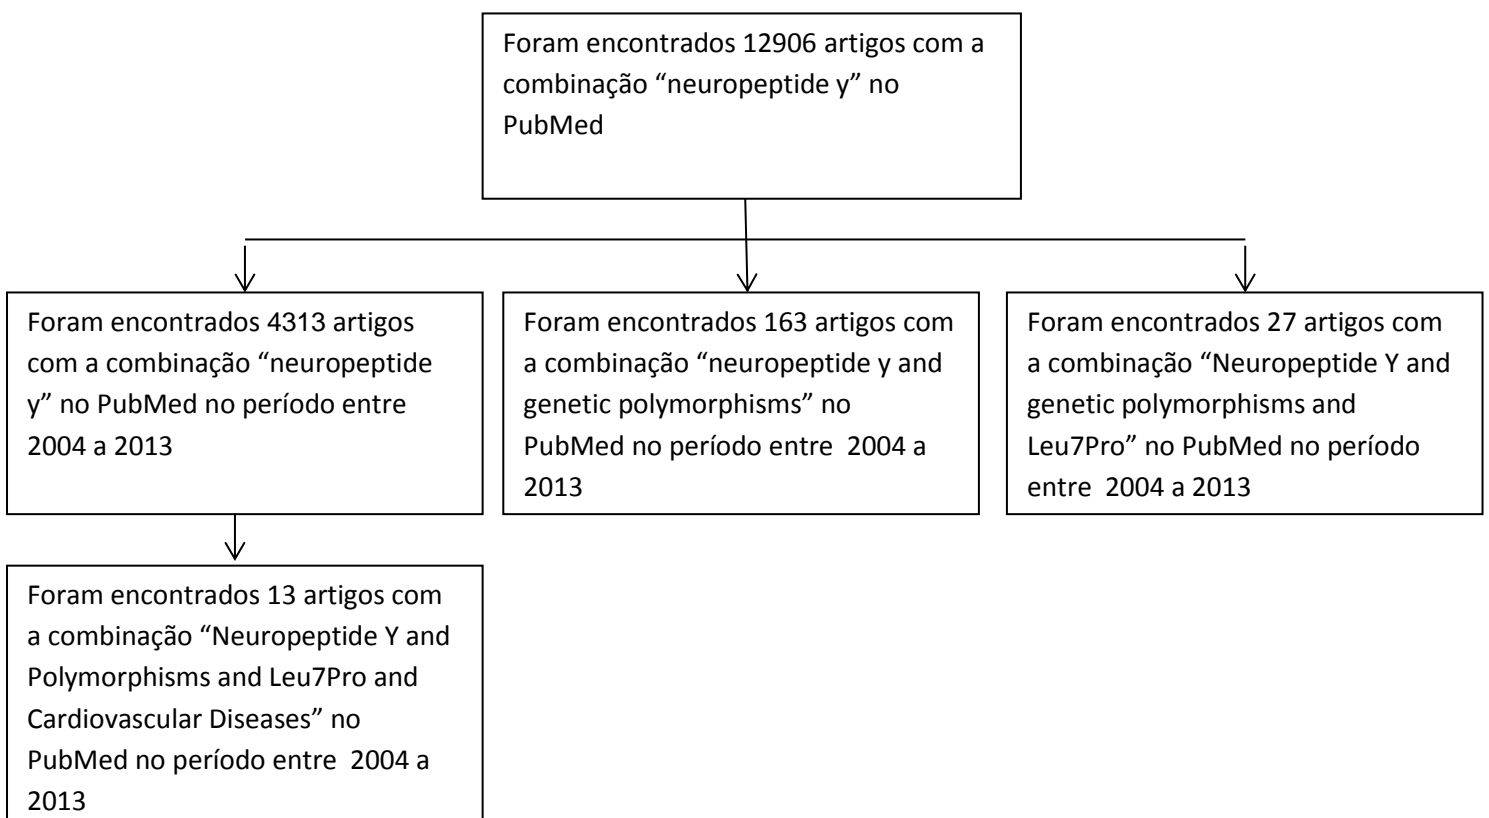 Foram encontrados 12906 artigos com a
combinação “neuropeptide y” no
PubMed
Foram encontrados 4313 artigos
com a combinação “neuropeptide
y” no PubMed no período entre
2004 a 2013
Foram encontrados 163 artigos com
a combinação “neuropeptide y and
genetic polymorphisms” no
PubMed no período entre 2004 a
2013
Foram encontrados 27 artigos com
a combinação “Neuropeptide Y and
genetic polymorphisms and
Leu7Pro” no PubMed no período
entre 2004 a 2013
Foram encontrados 13 artigos com
a combinação “Neuropeptide Y and
Polymorphisms and Leu7Pro and
Cardiovascular Diseases” no
PubMed no período entre 2004 a
2013